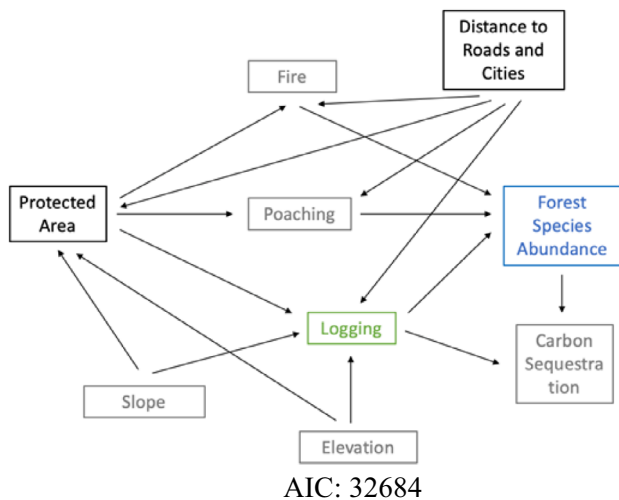 Distance to
Roads and
Cities
Fire
Protected
Area
Poaching
Forest
Species
Abundance
Logging
Carbon
Sequestra
tion
Slope
Elevation
AIC: 32684